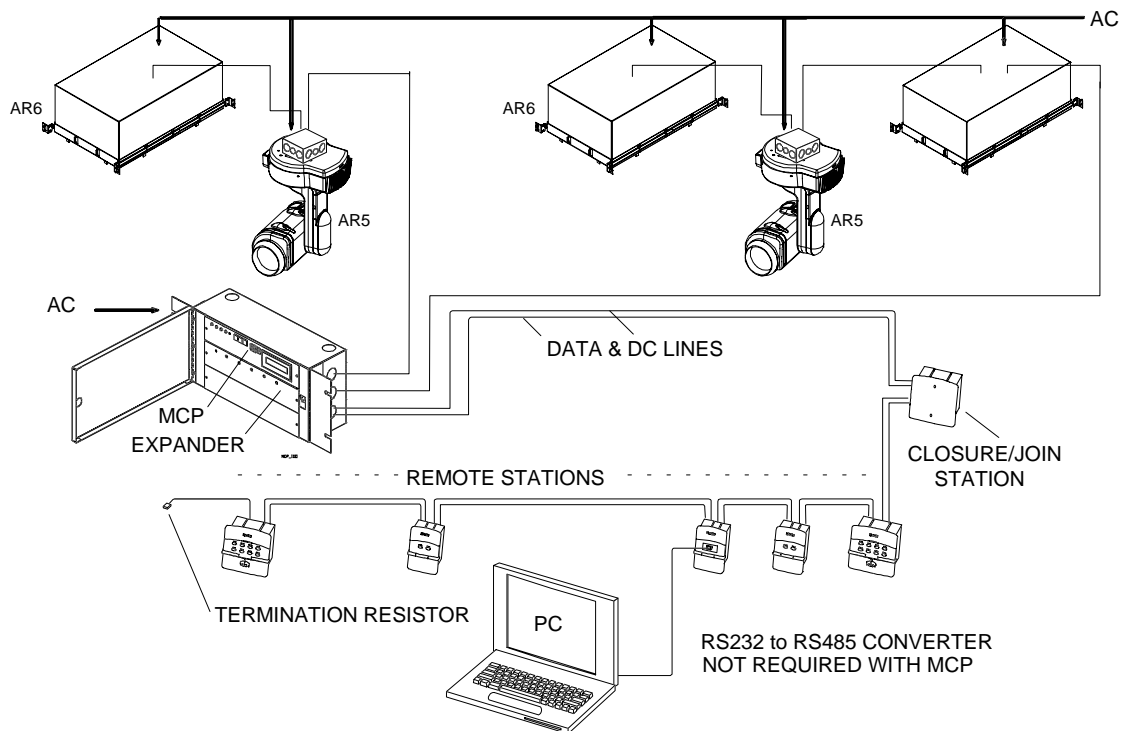 AC
AR6
AR6
AR5
AR5
AC
DATA & DC LINES
MCP
EXPANDER
CLOSURE/JOIN
STATION
REMOTE STATIONS
TERMINATION RESISTOR
PC
RS232 to RS485 CONVERTER
NOT REQUIRED WITH MCP